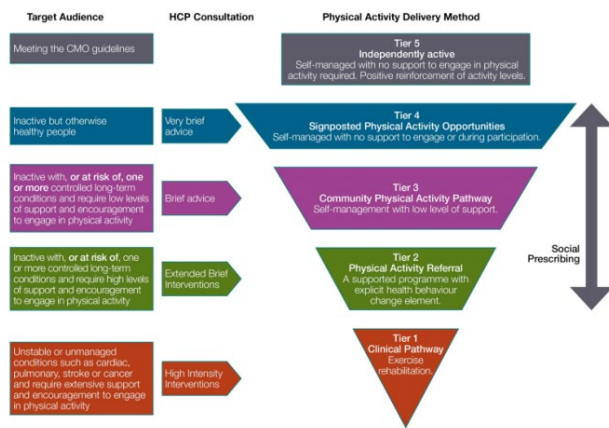 Target Audience
HCP Consultation
Physical Activity Delivery Method
Meeting the CMO guidelines
Tier 5
Independently active
Self-managed with no support to engage in physical
activity required. Positive reinforcement of activity levels.
Inactive but otherwise
healthy people
Very brief
advice
Tier 4
Signposted Physical Activity Opportunities
Self-managed with no support to engage or during participation.
Inactive with, or at risk of, one
or more controlled long-term
conditions and require low levels
of support and encouragement
to engage in physical activity
Brief advice
Tier 3
Community Physical Activity Pathway
Self-management with low level of support.
Inactive with, or at risk of, one
or more controlled long-term
conditions and require high levels
of support and encouragement to
engage in physical activity
Extended Brief
Interventions
Tier 2
Physical Activity Referral
A supported programme with
explicit health behaviour
change element.
Social
Prescribing
Unstable or unmanaged
conditions such as cardiac,
pulmonary, stroke or cancer
and require extensive support
and encouragement to engage
in physical activity
High Intensity
Interventions
Tier 1
Clinical Pathway
Exercise
rehabilitation.